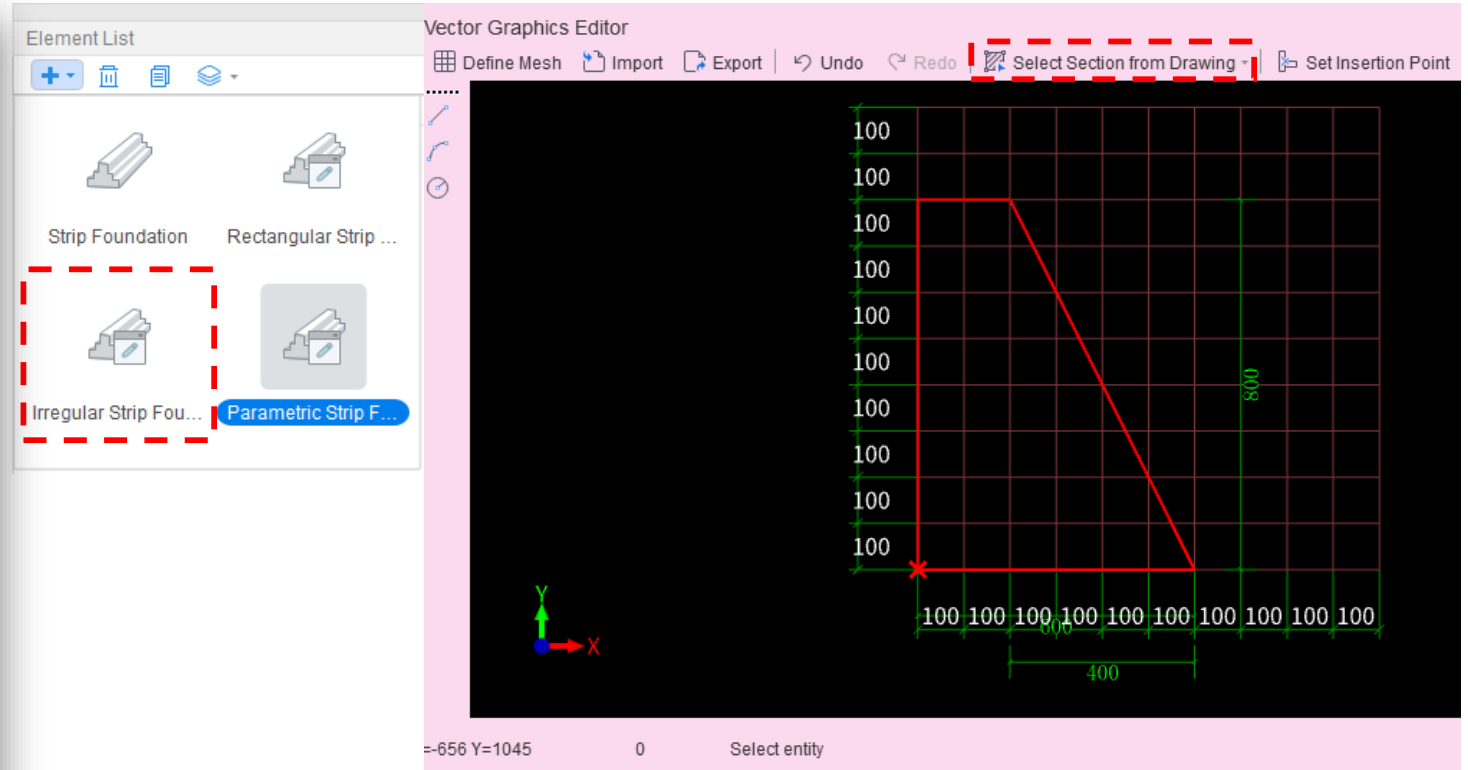 Element List
Strip Foundation
Rectangular Strip ...
Irregular Strip Fou...
Parametric Strip F...
Vector Graphics Editor
Define Mesh Import Export Undo Redo Select Section from Drawing Set Insertion Point
100
100
100
100
100
100
100
100
100
100
800
100 100 100 100 100 100 100 100 100 100
600
400
Y
X
=-656 Y=1045 0 Select entity